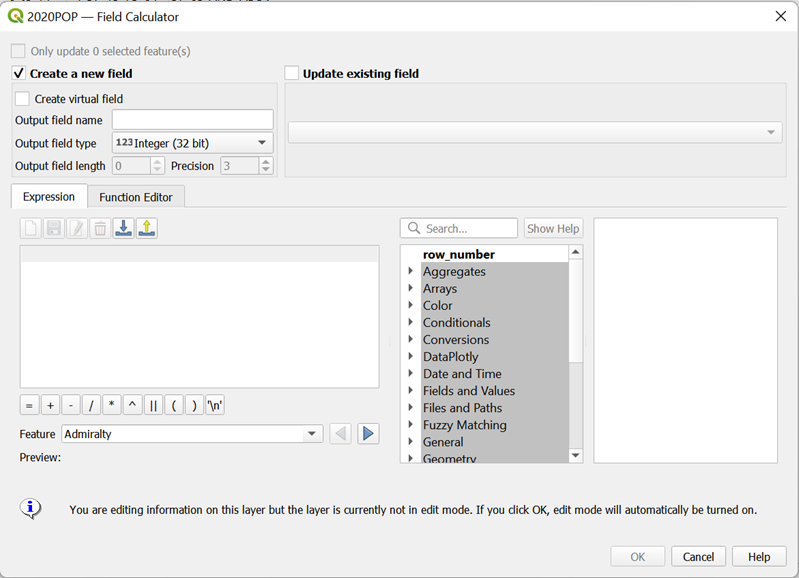 2020POP — Field Calculator
Only update 0 selected feature(s)
Create a new field
Update existing field
Create virtual field
Output field name
Output field type 123 Integer (32 bit)
Output field length 0 Precision 3
Expression Function Editor
Search... Show Help
row_number
Aggregates
Arrays
Color
Conditionals
Conversions
DataPlotly
Date and Time
Fields and Values
Files and Paths
Fuzzy Matching
General
Geometry
= + - / * ^ || ( ) '\n'
Feature Admiralty
Preview:
You are editing information on this layer but the layer is currently not in edit mode. If you click OK, edit mode will automatically be turned on.
OK Cancel Help